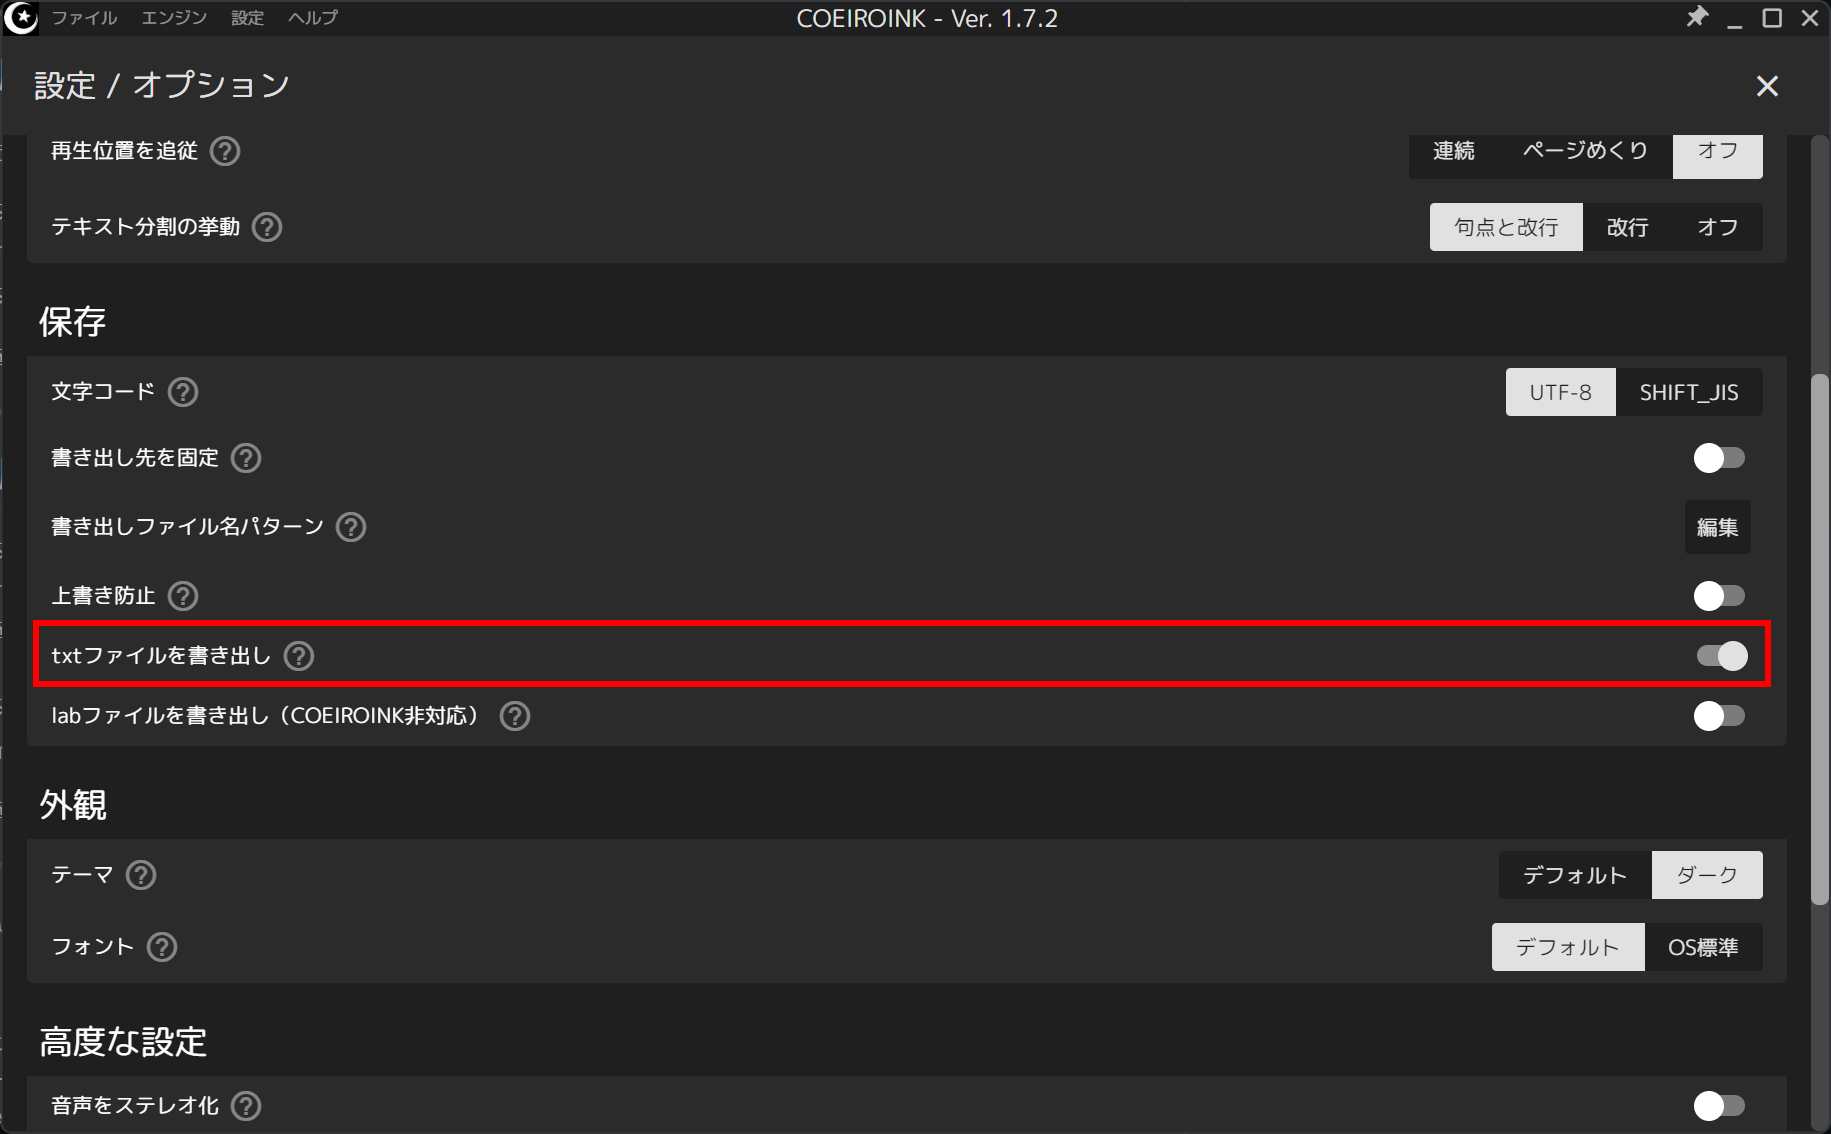 ファイル エンジン 設定 ヘルプ COEIROINK - Ver. 1.7.2
設定 / オプション
再生位置を追従 連続 ページめくり オフ
テキスト分割の挙動 句点と改行 改行 オフ
保存
文字コード UTF-8 SHIFT_JIS
書き出し先を固定
書き出しファイル名パターン 編集
上書き防止
txtファイルを書き出し
labファイルを書き出し（COEIROINK非対応）
外観
テーマ デフォルト ダーク
フォント デフォルト OS標準
高度な設定
音声をステレオ化